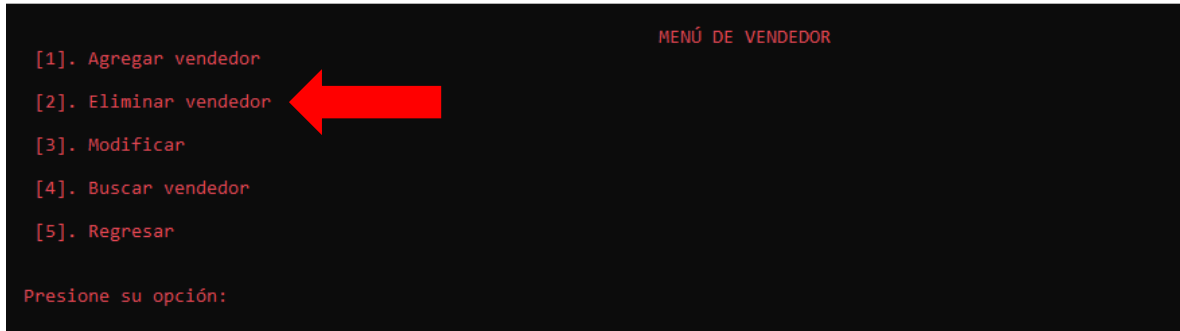 MENÚ DE VENDEDOR
[1]. Agregar vendedor
[2]. Eliminar vendedor
[3]. Modificar
[4]. Buscar vendedor
[5]. Regresar
Presione su opción: